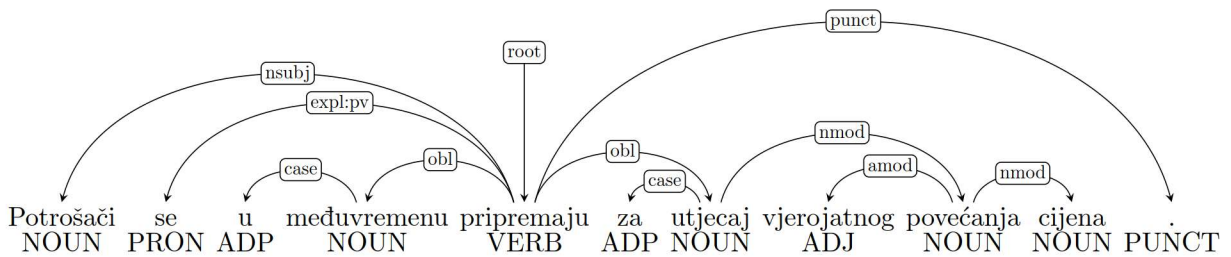 punct
root
nsubj
expl:pv
nmod
obl obl
case case amod nmod
Potrošači se u međuvremenu pripremaju za utjecaj vjerojatnog povećanja cijena .
NOUN PRON ADP NOUN VERB ADP NOUN ADJ NOUN NOUN PUNCT